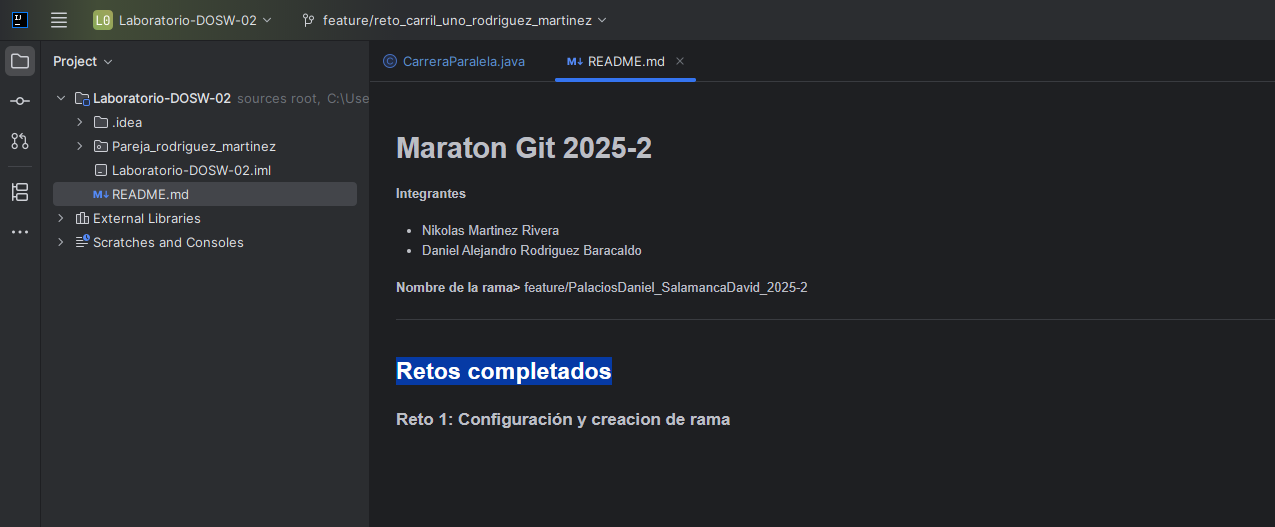 L0 Laboratorio-DOSW-02 feature/reto_carril_uno_rodriguez_martinez
Project
Laboratorio-DOSW-02 sources root, C:\Use
.idea
Pareja_rodriguez_martinez
Laboratorio-DOSW-02.iml
M↓ README.md
External Libraries
Scratches and Consoles
C CarreraParalela.java M↓ README.md
Maraton Git 2025-2
Integrantes
• Nikolas Martinez Rivera
• Daniel Alejandro Rodriguez Baracaldo
Nombre de la rama> feature/PalaciosDaniel_SalamancaDavid_2025-2
Retos completados
Reto 1: Configuración y creacion de rama